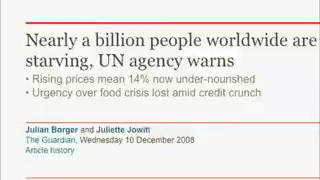 Nearly a billion people worldwide are
starving, UN agency warns
• Rising prices mean 14% now under-nourished
• Urgency over food crisis lost amid credit crunch
Julian Borger and Juliette Jowitt
The Guardian, Wednesday 10 December 2008
Article history